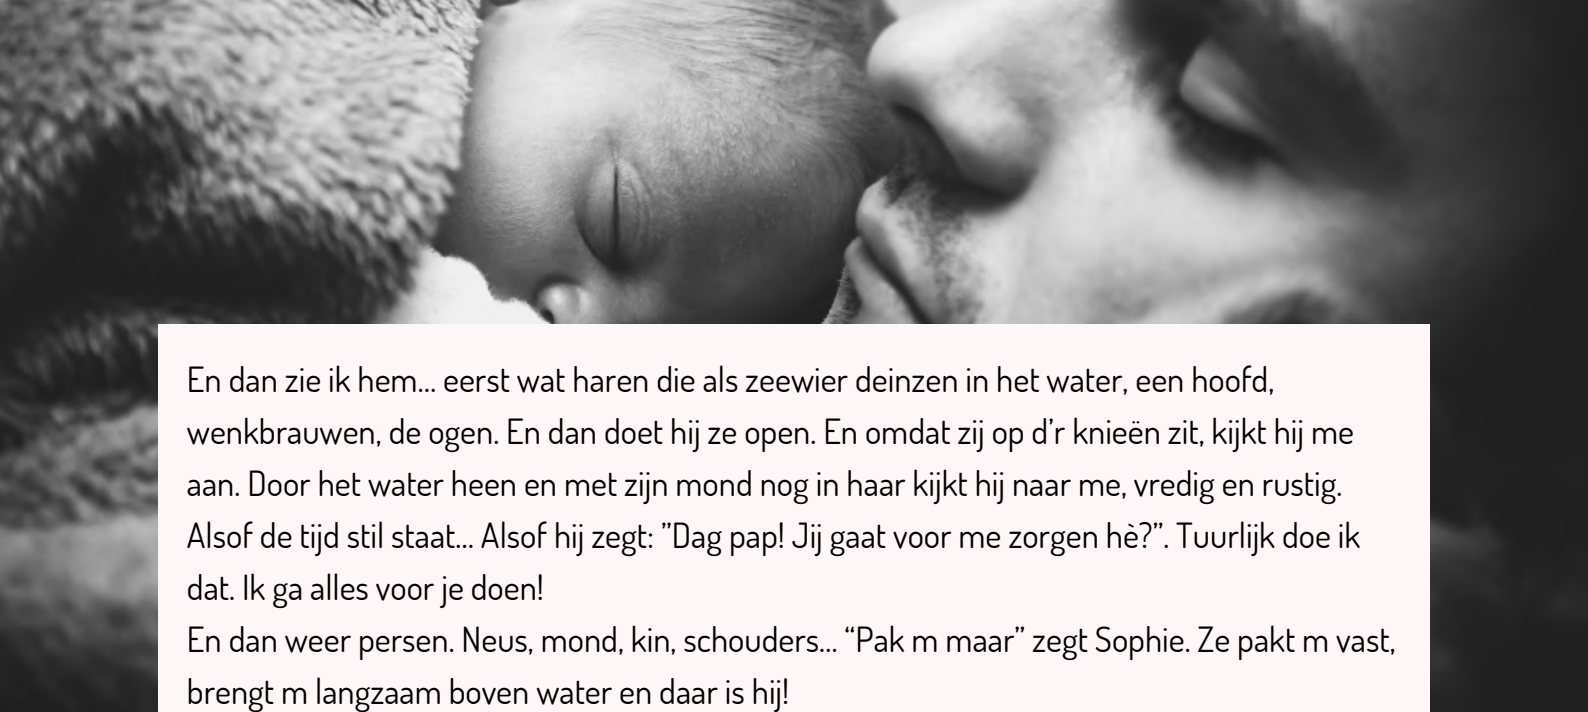 En dan zie ik hem... eerst wat haren die als zeewier deinzen in het water, een hoofd,
wenkbrauwen, de ogen. En dan doet hij ze open. En omdat zij op d’r knieën zit, kijkt hij me
aan. Door het water heen en met zijn mond nog in haar kijkt hij naar me, vredig en rustig.
Alsof de tijd stil staat... Alsof hij zegt: ”Dag pap! Jij gaat voor me zorgen hè?”. Tuurlijk doe ik
dat. Ik ga alles voor je doen!
En dan weer persen. Neus, mond, kin, schouders... “Pak m maar” zegt Sophie. Ze pakt m vast,
brengt m langzaam boven water en daar is hij!